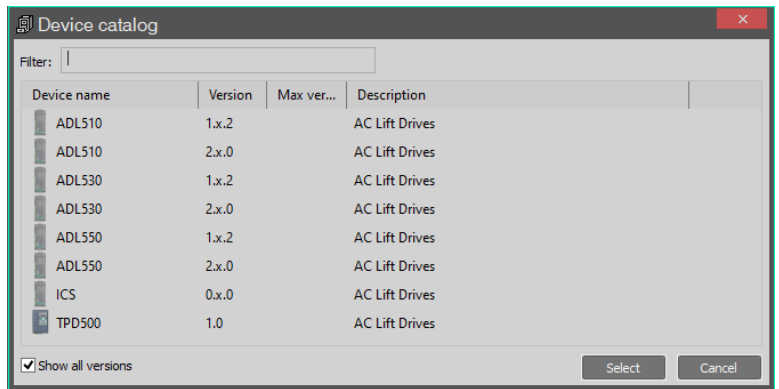 Device catalog
Filter:
Device name Version Max ver... Description
ADL510 1.x.2 AC Lift Drives
ADL510 2.x.0 AC Lift Drives
ADL530 1.x.2 AC Lift Drives
ADL530 2.x.0 AC Lift Drives
ADL550 1.x.2 AC Lift Drives
ADL550 2.x.0 AC Lift Drives
ICS 0.x.0 AC Lift Drives
TPD500 1.0 AC Lift Drives
Show all versions Select Cancel